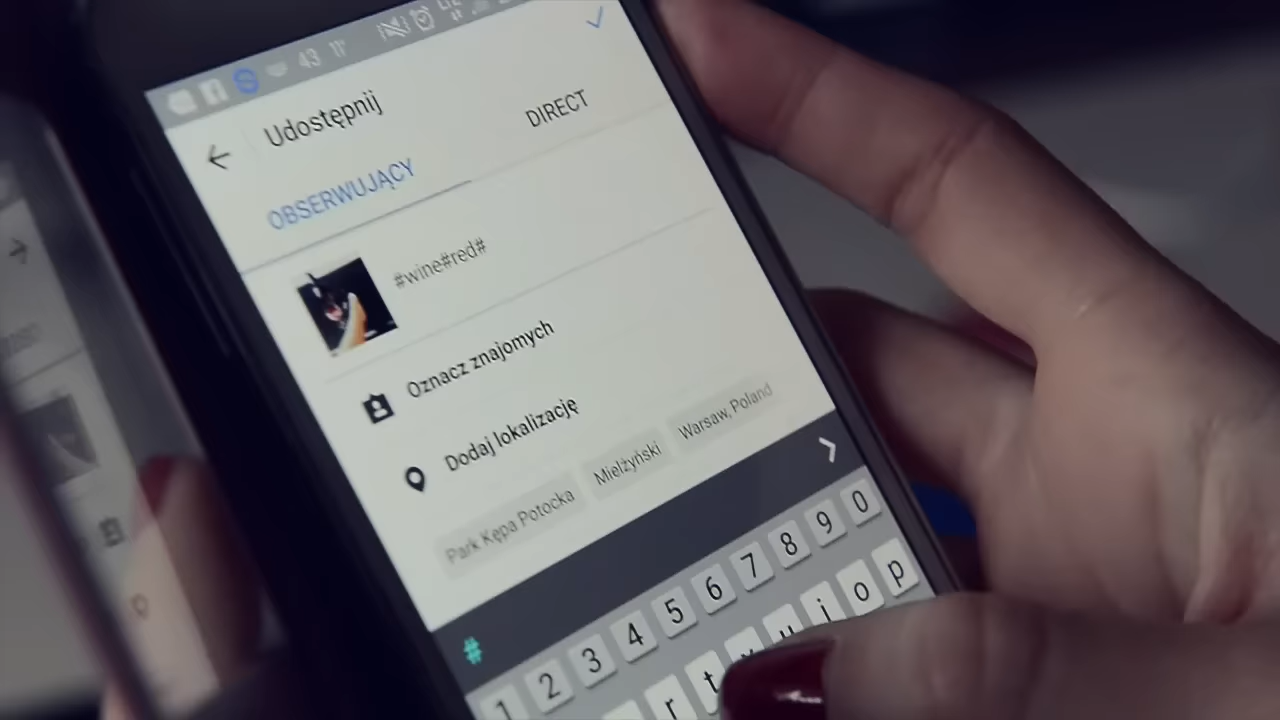 43
Udostępnij
OBSERWUJĄCY DIRECT
#wine#red#
Oznacz znajomych
Dodaj lokalizację
Park Kępa Potocka Mielżyński Warsaw, Poland
#
1 2 3 4 5 6 7 8 9 0
r t y u i o p